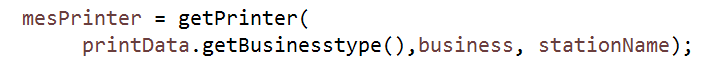 mesPrinter = getPrinter(
printData.getBusinesstype(),business, stationName);